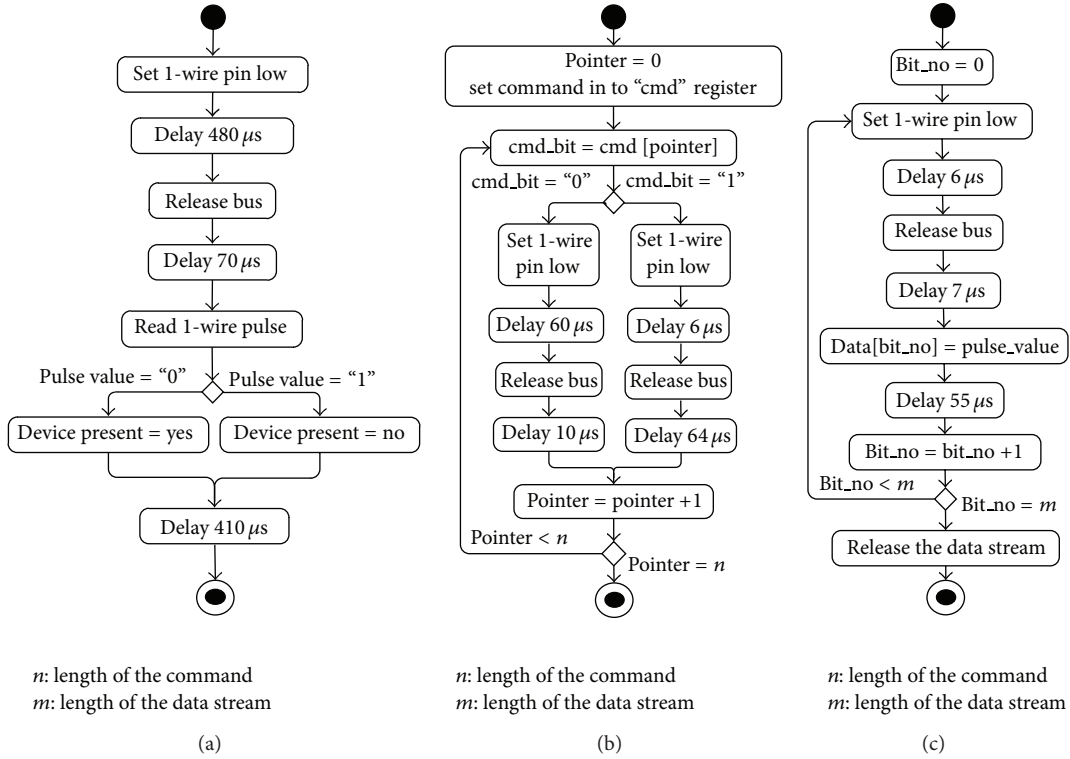 Set 1-wire pin low
Delay 480 μs
Release bus
Delay 70 μs
Read 1-wire pulse
Pulse value = “0”
Pulse value = “1”
Device present = yes
Device present = no
Delay 410 μs
n: length of the command
m: length of the data stream
(a)
Pointer = 0
set command in to “cmd” register
cmd_bit = cmd [pointer]
cmd_bit = “0”
cmd_bit = “1”
Set 1-wire
pin low
Set 1-wire
pin low
Delay 60 μs
Delay 6 μs
Release bus
Release bus
Delay 10 μs
Delay 64 μs
Pointer = pointer +1
Pointer < n
Pointer = n
n: length of the command
m: length of the data stream
(b)
Bit_no = 0
Set 1-wire pin low
Delay 6 μs
Release bus
Delay 7 μs
Data[bit_no] = pulse_value
Delay 55 μs
Bit_no = bit_no +1
Bit_no < m
Bit_no = m
Release the data stream
n: length of the command
m: length of the data stream
(c)